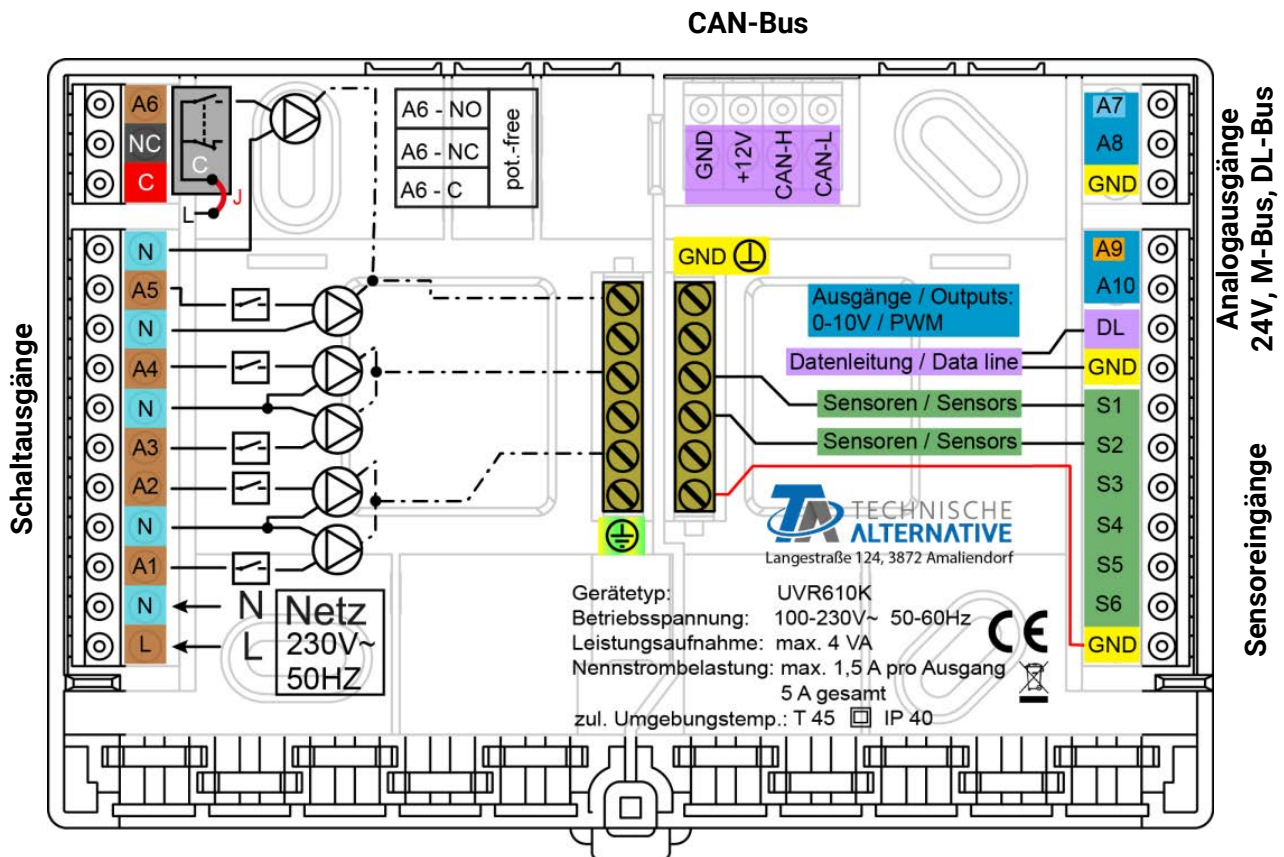 CAN-Bus
Schaltausgänge
A6
NC
C
C
J
L
A6 - NO
A6 - NC
A6 - C
pot.-free
N
A5
N
A4
N
A3
A2
N
A1
N
L
N
L
Netz
230V~
50HZ
GND
+12V
CAN-H
CAN-L
GND
Ausgänge / Outputs:
0-10V / PWM
Datenleitung / Data line
Sensoren / Sensors
Sensoren / Sensors
TA TECHNISCHE
ALTERNATIVE
Langestraße 124, 3872 Amaliendorf
Gerätetyp: UVR610K
Betriebsspannung: 100-230V~ 50-60Hz
Leistungsaufnahme: max. 4 VA
Nennstrombelastung: max. 1,5 A pro Ausgang
5 A gesamt
zul. Umgebungstemp.: T 45 IP 40
CE
A7
A8
GND
A9
A10
DL
GND
S1
S2
S3
S4
S5
S6
GND
Analogausgänge
24V, M-Bus, DL-Bus
Sensoreingänge